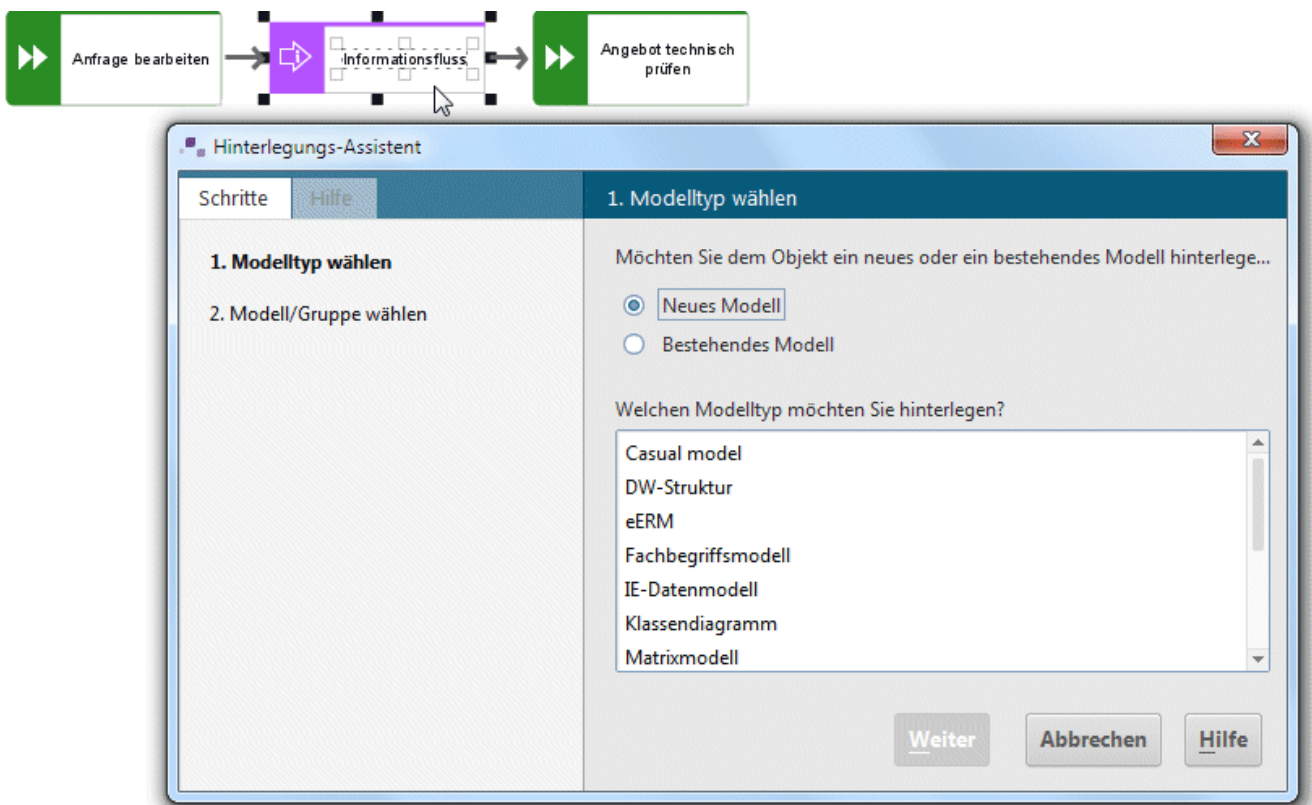 Anfrage bearbeiten
Informationsfluss
Angebot technisch
prüfen
Hinterlegungs-Assistent
Schritte
Hilfe
1. Modelltyp wählen
2. Modell/Gruppe wählen
1. Modelltyp wählen
Möchten Sie dem Objekt ein neues oder ein bestehendes Modell hinterlege...
Neues Modell
Bestehendes Modell
Welchen Modelltyp möchten Sie hinterlegen?
Casual model
DW-Struktur
eERM
Fachbegriffsmodell
IE-Datenmodell
Klassendiagramm
Matrixmodell
Weiter
Abbrechen
Hilfe